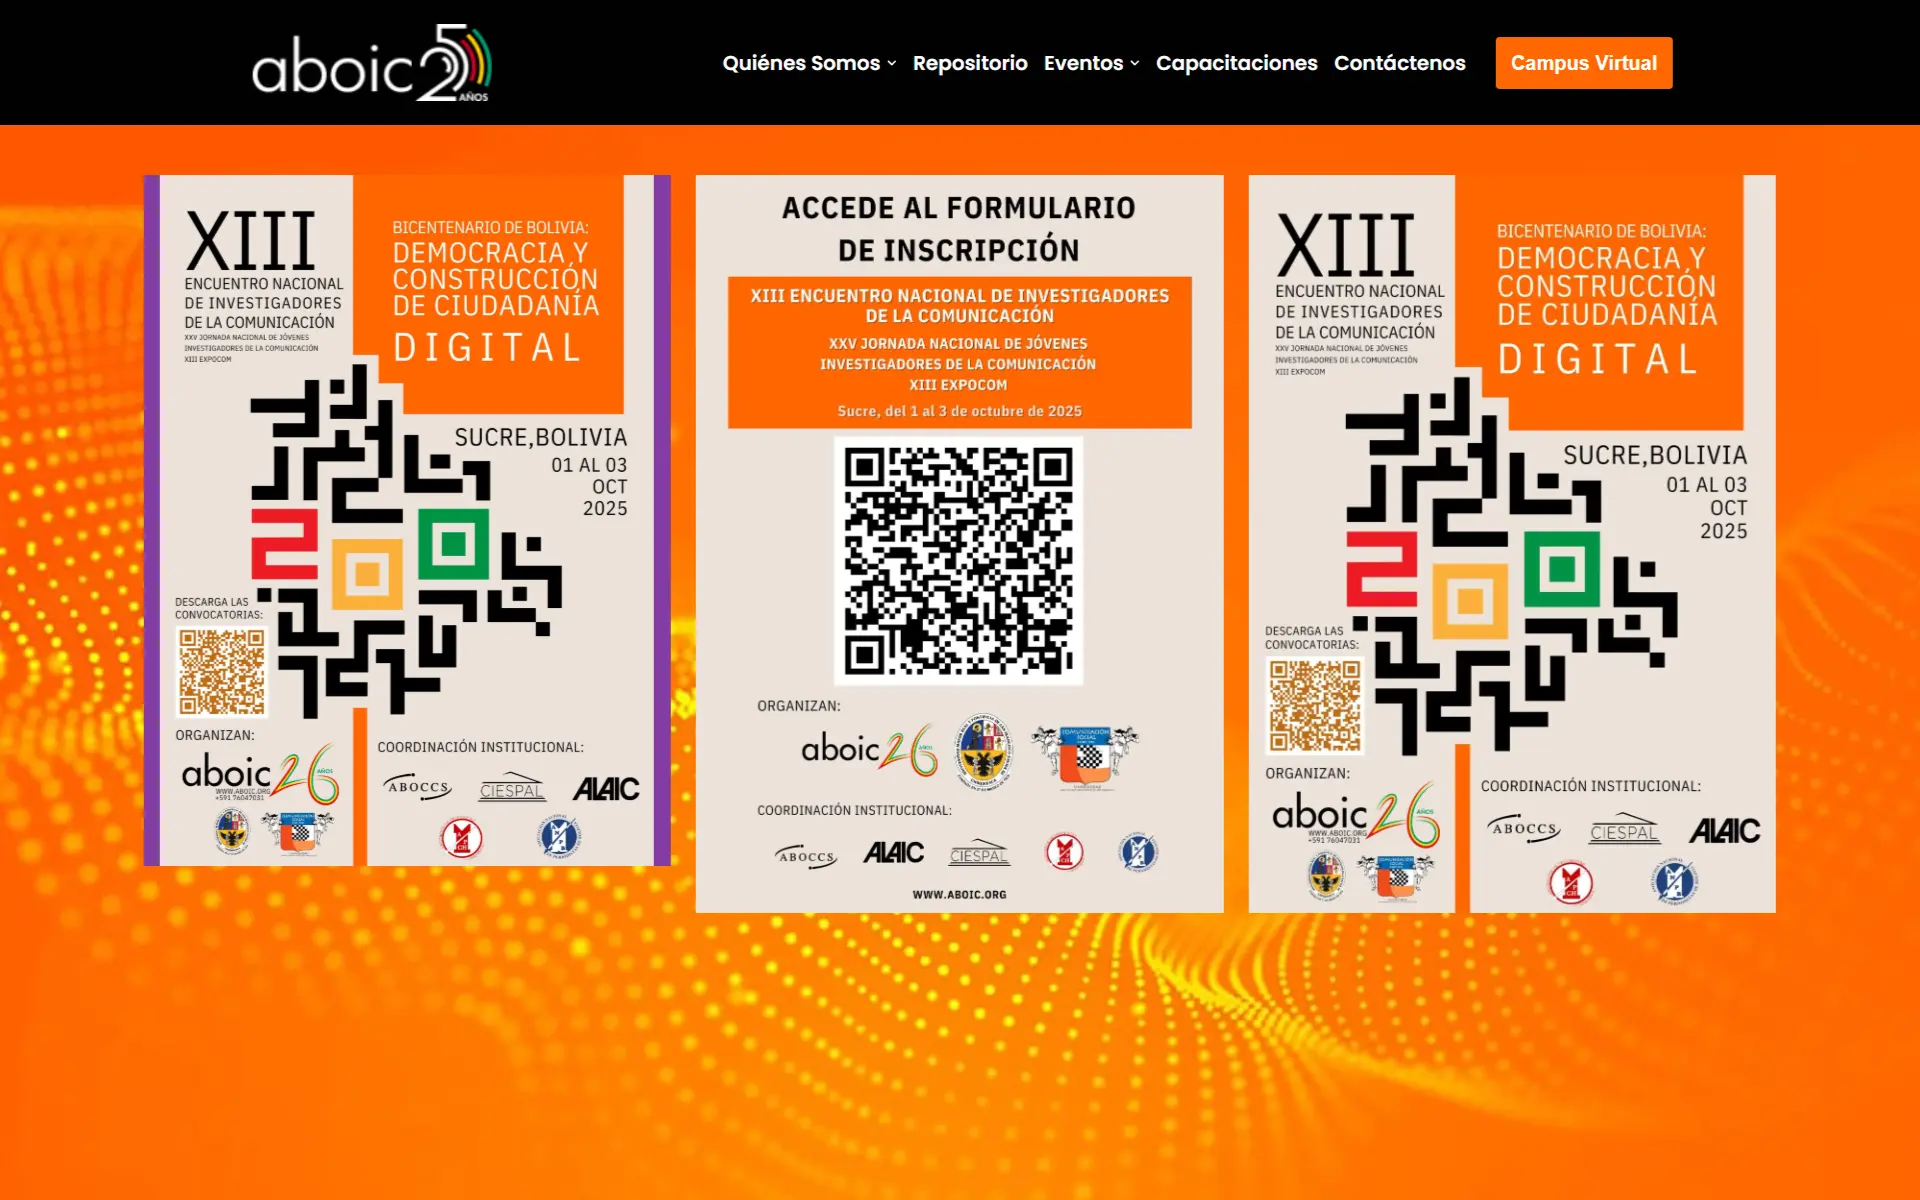 aboic 25 AÑOS
Quiénes Somos
Repositorio
Eventos
Capacitaciones
Contáctenos
Campus Virtual
XIII
ENCUENTRO NACIONAL
DE INVESTIGADORES
DE LA COMUNICACIÓN
XXV JORNADA NACIONAL DE JÓVENES
INVESTIGADORES DE LA COMUNICACIÓN
XIII EXPOCOM
BICENTENARIO DE BOLIVIA:
DEMOCRACIA Y
CONSTRUCCIÓN
DE CIUDADANÍA
DIGITAL
SUCRE,BOLIVIA
01 AL 03
OCT
2025
DESCARGA LAS
CONVOCATORIAS:
ORGANIZAN:
aboic 26 AÑOS
WWW.ABOIC.ORG
+591 76047031
COORDINACIÓN INSTITUCIONAL:
ABOCCS
CIESPAL
ALAIC
ACCEDE AL FORMULARIO
DE INSCRIPCIÓN
XIII ENCUENTRO NACIONAL DE INVESTIGADORES
DE LA COMUNICACIÓN
XXV JORNADA NACIONAL DE JÓVENES
INVESTIGADORES DE LA COMUNICACIÓN
XIII EXPOCOM
Sucre, del 1 al 3 de octubre de 2025
ORGANIZAN:
aboic 26 AÑOS
COMUNICACIÓN
SOCIAL
COORDINACIÓN INSTITUCIONAL:
ABOCCS
ALAIC
CIESPAL
WWW.ABOIC.ORG
XIII
ENCUENTRO NACIONAL
DE INVESTIGADORES
DE LA COMUNICACIÓN
XXV JORNADA NACIONAL DE JÓVENES
INVESTIGADORES DE LA COMUNICACIÓN
XIII EXPOCOM
BICENTENARIO DE BOLIVIA:
DEMOCRACIA Y
CONSTRUCCIÓN
DE CIUDADANÍA
DIGITAL
SUCRE,BOLIVIA
01 AL 03
OCT
2025
DESCARGA LAS
CONVOCATORIAS:
ORGANIZAN:
aboic 26 AÑOS
WWW.ABOIC.ORG
+591 76047031
COORDINACIÓN INSTITUCIONAL:
ABOCCS
CIESPAL
ALAIC